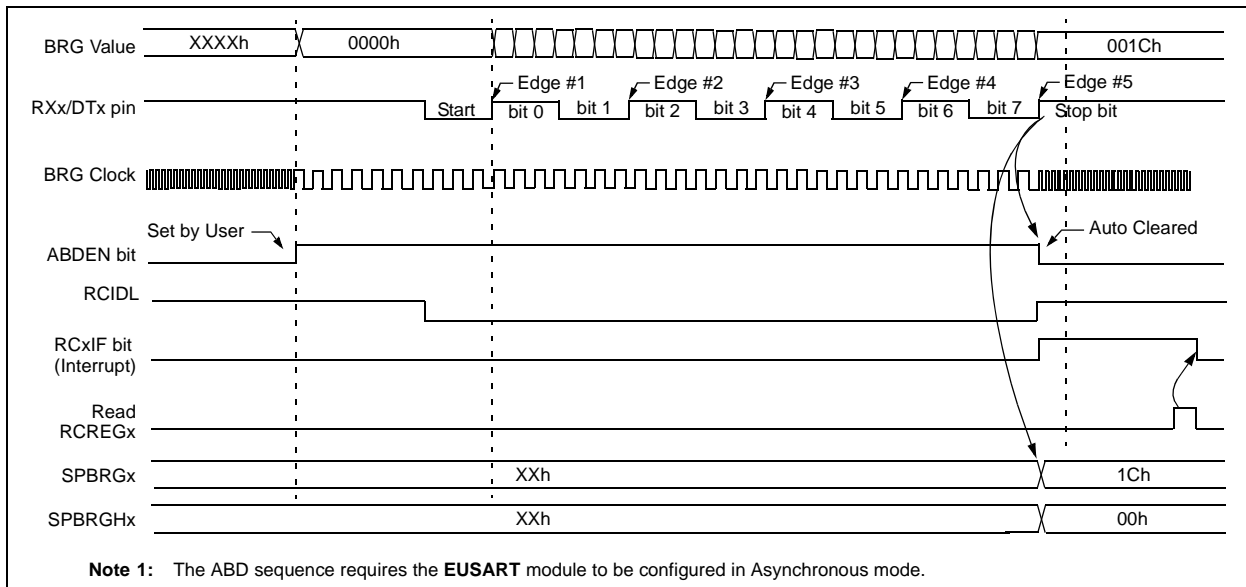 BRG Value XXXXh 0000h 001Ch
Edge #1 Edge #2 Edge #3 Edge #4 Edge #5
RXx/DTx pin Start bit 0 bit 1 bit 2 bit 3 bit 4 bit 5 bit 6 bit 7 Stop bit
BRG Clock
Set by User Auto Cleared
ABDEN bit
RCIDL
RCxIF bit
(Interrupt)
Read
RCREGx
SPBRGx XXh 1Ch
SPBRGHx XXh 00h
Note 1: The ABD sequence requires the EUSART module to be configured in Asynchronous mode.